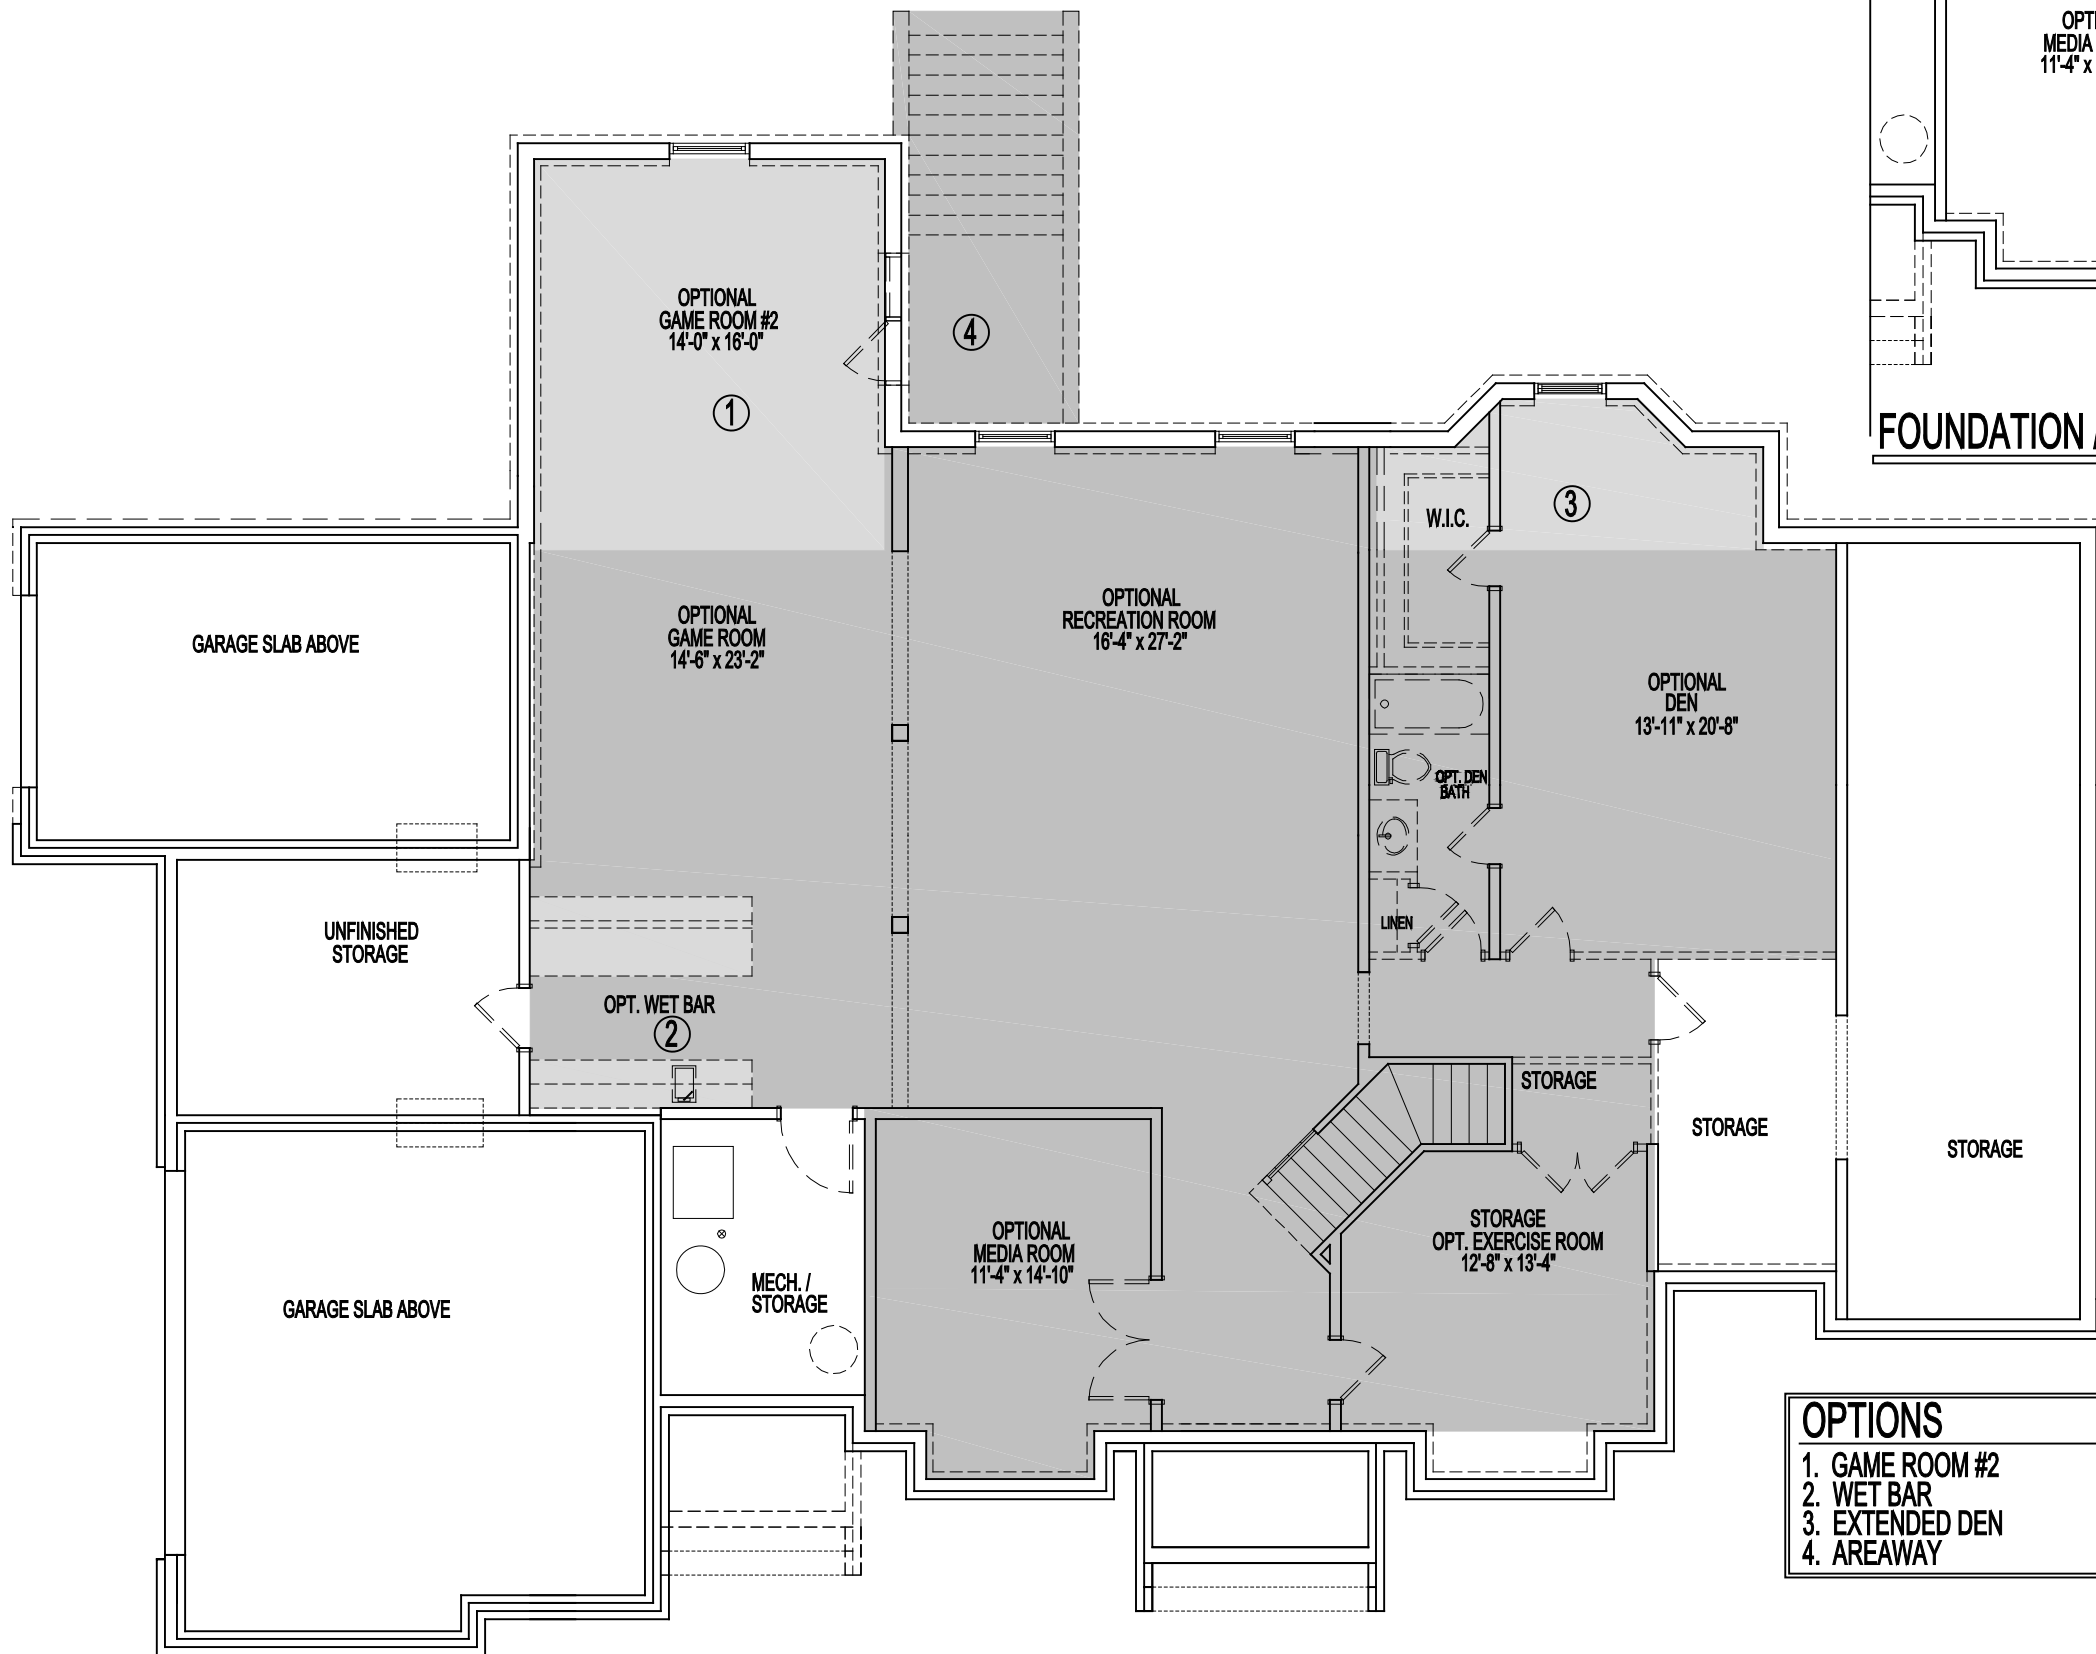 OPTIONAL
GAME ROOM #2
14'-0" x 16'-0"
1
4
MEDIA
11'-4" x
FOUNDATION
W.I.C.
3
GARAGE SLAB ABOVE
OPTIONAL
GAME ROOM
14'-6" x 23'-2"
OPTIONAL
RECREATION ROOM
16'-4" x 27'-2"
OPTIONAL
DEN
13'-11" x 20'-8"
OPT. DEN
BATH
LINEN
UNFINISHED
STORAGE
OPT. WET BAR
2
STORAGE
STORAGE
STORAGE
OPTIONAL
MEDIA ROOM
11'-4" x 14'-10"
STORAGE
OPT. EXERCISE ROOM
12'-8" x 13'-4"
MECH. /
STORAGE
GARAGE SLAB ABOVE
OPTIONS
1. GAME ROOM #2
2. WET BAR
3. EXTENDED DEN
4. AREAWAY